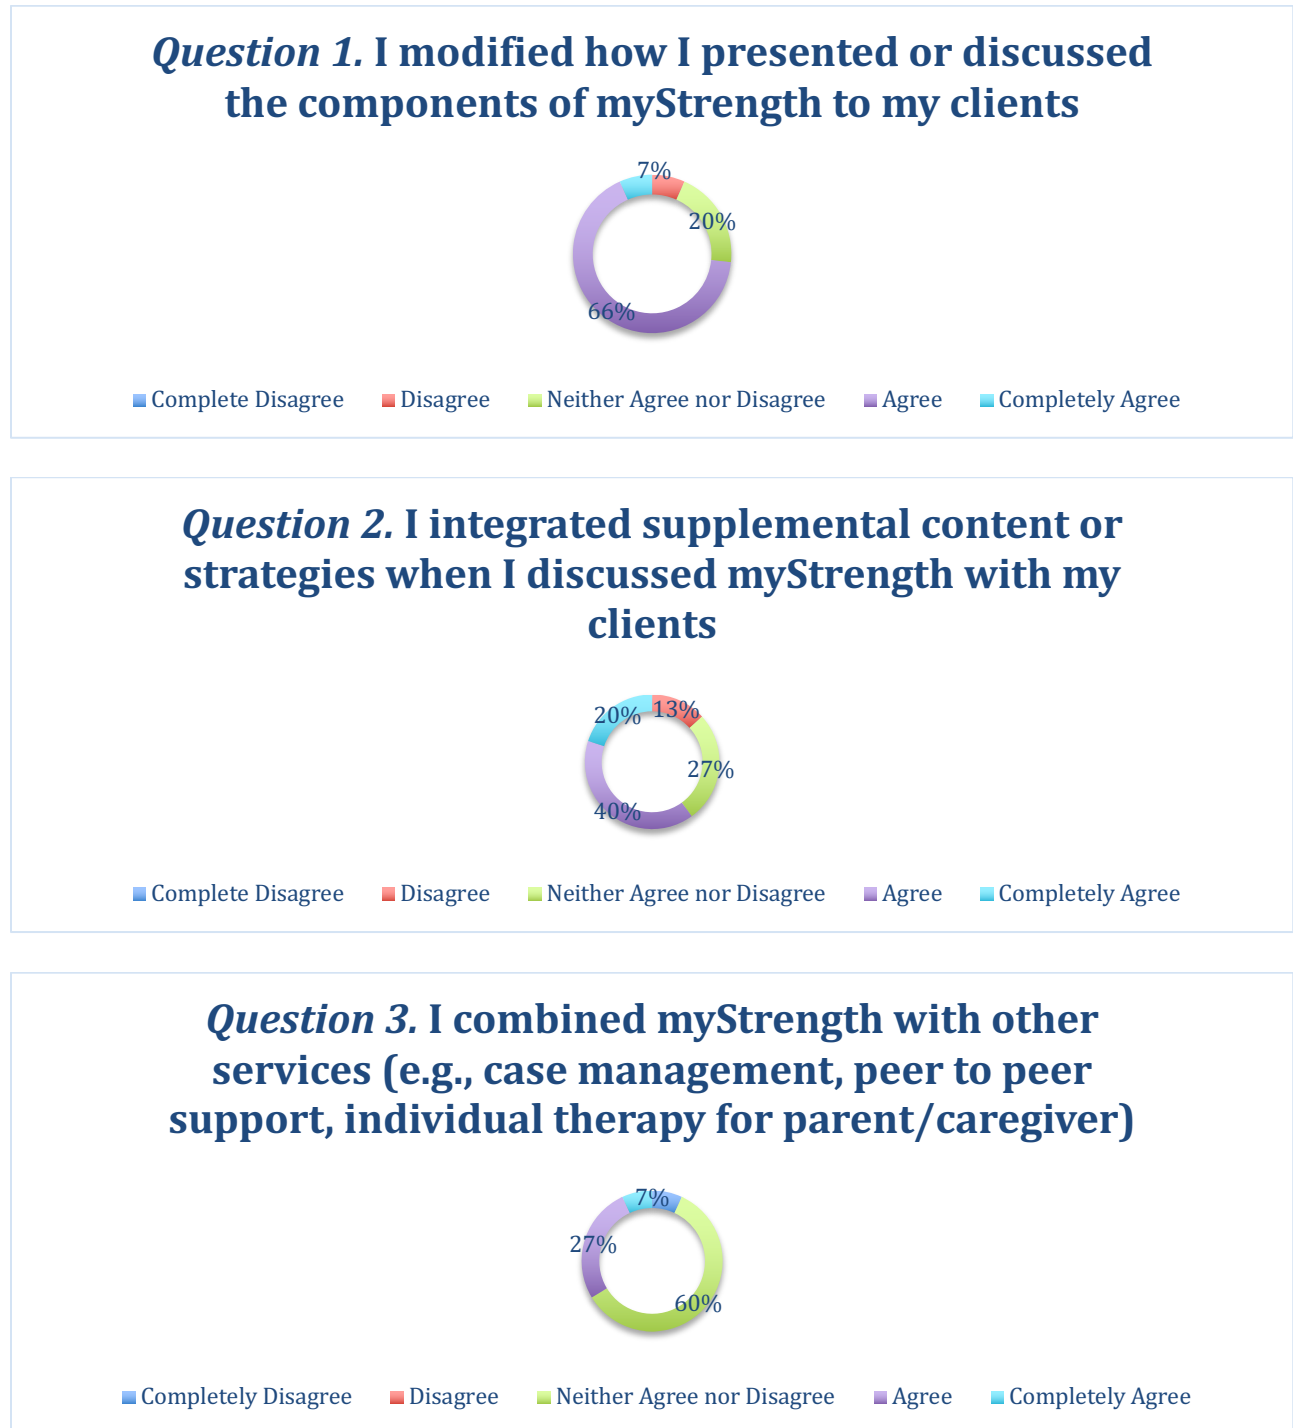 Question 1. I modified how I presented or discussed
the components of myStrength to my clients
7%
20%
66%
Complete Disagree Disagree Neither Agree nor Disagree Agree Completely Agree
Question 2. I integrated supplemental content or
strategies when I discussed myStrength with my
clients
20% 13%
27%
40%
Complete Disagree Disagree Neither Agree nor Disagree Agree Completely Agree
Question 3. I combined myStrength with other
services (e.g., case management, peer to peer
support, individual therapy for parent/caregiver)
7%
27%
60%
Completely Disagree Disagree Neither Agree nor Disagree Agree Completely Agree